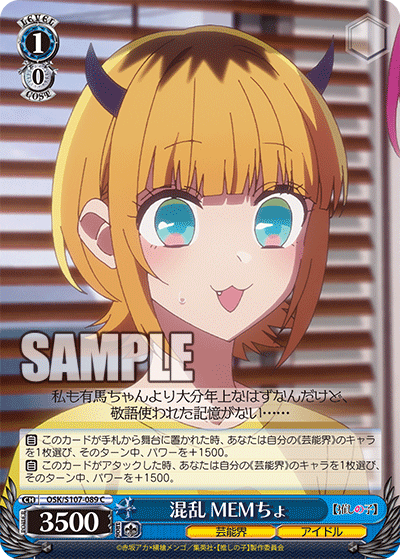 LEVEL
1
0
COST
SAMPLE
私も有馬ちゃんより大分年上なはずなんだけど、
敬語使われた記憶がない……
自 このカードが手札から舞台に置かれた時、あなたは自分の《芸能界》のキャラ
を1枚選び、そのターン中、パワーを+1500。
自 このカードがアタックした時、あなたは自分の《芸能界》のキャラを1枚選び、
そのターン中、パワーを+1500。
CH OSK/S107-089 C
3500
混乱 MEMちょ
【推しの子】
芸能界
アイドル
©赤坂アカ×横槍メンゴ／集英社・【推しの子】製作委員会